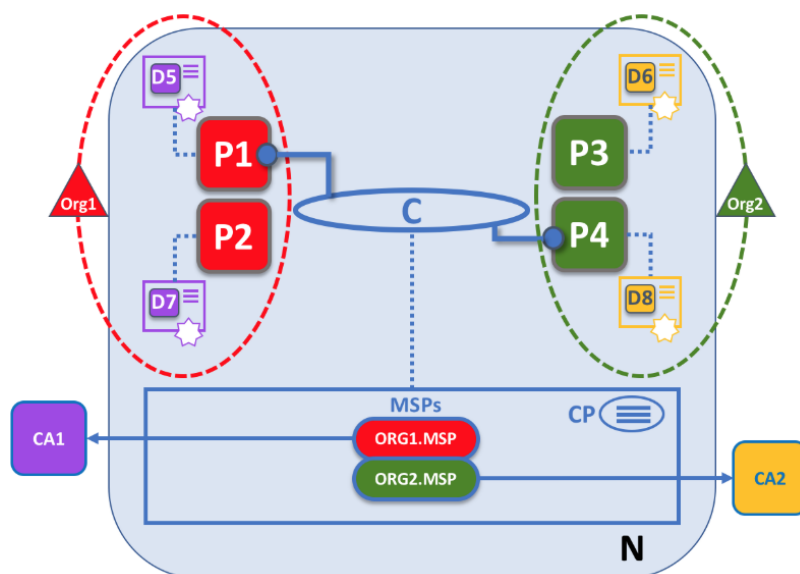 D5
D6
P1
P3
Org1
Org2
C
P2
P4
D7
D8
MSPs
CP
ORG1.MSP
CA1
ORG2.MSP
CA2
N